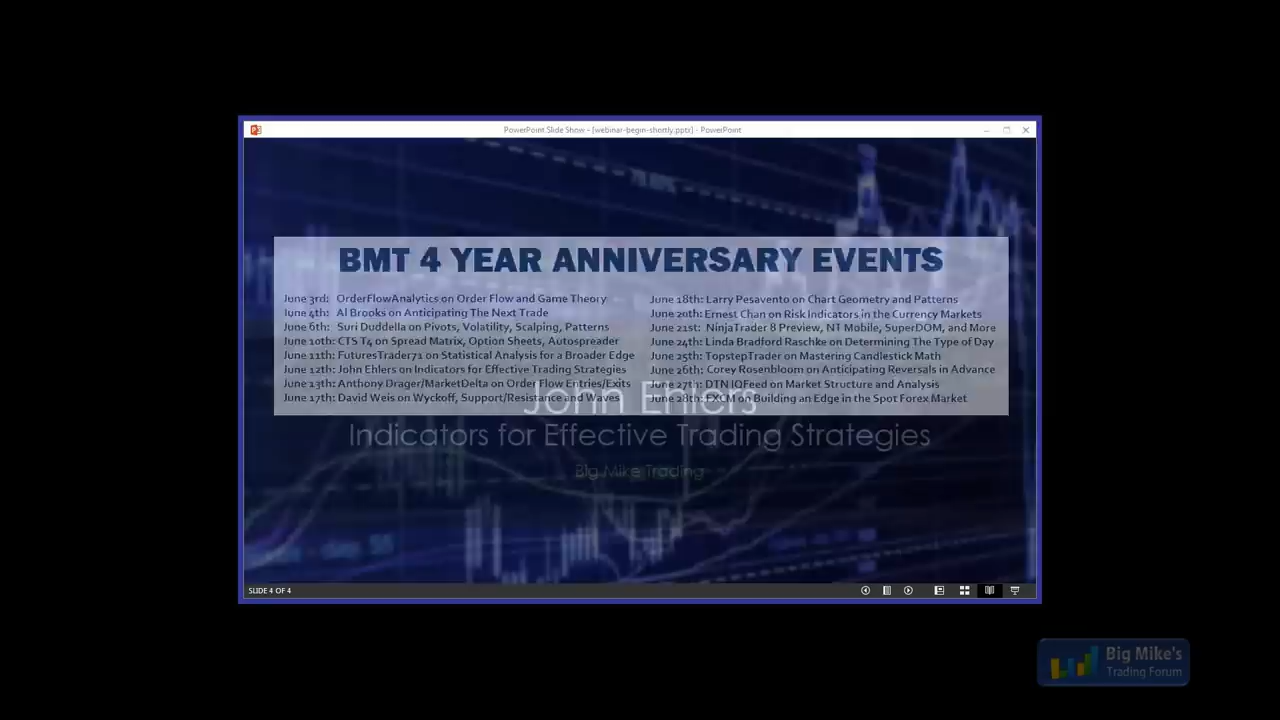 PowerPoint Slide Show - [webinar-begin-shortly.pptx] - PowerPoint
BMT 4 YEAR ANNIVERSARY EVENTS
June 3rd: OrderFlowAnalytics on Order Flow and Game Theory
June 4th: Al Brooks on Anticipating The Next Trade
June 6th: Suri Duddella on Pivots, Volatility, Scalping, Patterns
June 10th: CTS T4 on Spread Matrix, Option Sheets, Autospreader
June 11th: FuturesTrader71 on Statistical Analysis for a Broader Edge
June 12th: John Ehlers on Indicators for Effective Trading Strategies
June 13th: Anthony Drager/MarketDelta on Order Flow Entries/Exits
June 17th: David Weis on Wyckoff, Support/Resistance and Waves
June 18th: Larry Pesavento on Chart Geometry and Patterns
June 20th: Ernest Chan on Risk Indicators in the Currency Markets
June 21st: NinjaTrader 8 Preview, NT Mobile, SuperDOM, and More
June 24th: Linda Bradford Raschke on Determining The Type of Day
June 25th: TopstepTrader on Mastering Candlestick Math
June 26th: Corey Rosenbloom on Anticipating Reversals in Advance
June 27th: DTN IQFeed on Market Structure and Analysis
June 28th: FXCM on Building an Edge in the Spot Forex Market
John Ehlers
Indicators for Effective Trading Strategies
Big Mike Trading
SLIDE 4 OF 4
Big Mike's
Trading Forum